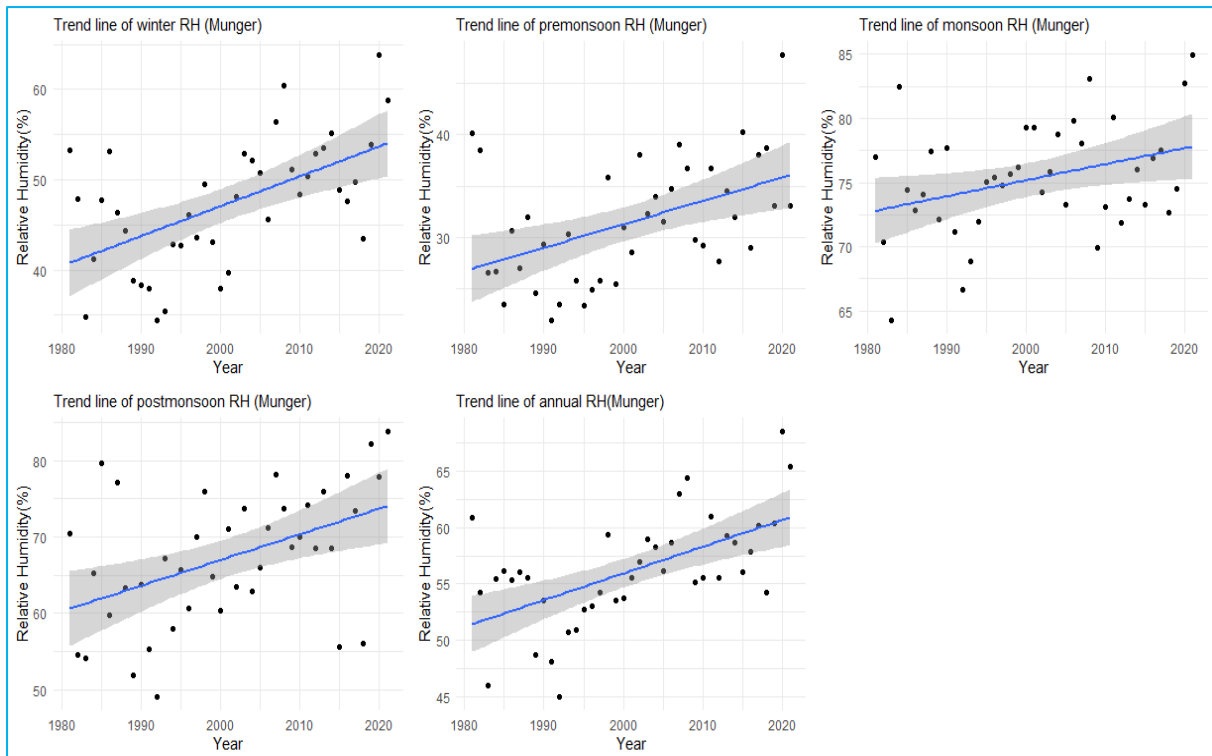 Trend line of winter RH (Munger)
Relative Humidity(%)
60
50
40
1980 1990 2000 2010 2020
Year
Trend line of premonsoon RH (Munger)
Relative Humidity(%)
40
30
1980 1990 2000 2010 2020
Year
Trend line of monsoon RH (Munger)
Relative Humidity(%)
85
80
75
70
65
1980 1990 2000 2010 2020
Year
Trend line of postmonsoon RH (Munger)
Relative Humidity(%)
80
70
60
50
1980 1990 2000 2010 2020
Year
Trend line of annual RH(Munger)
Relative Humidity(%)
65
60
55
50
45
1980 1990 2000 2010 2020
Year